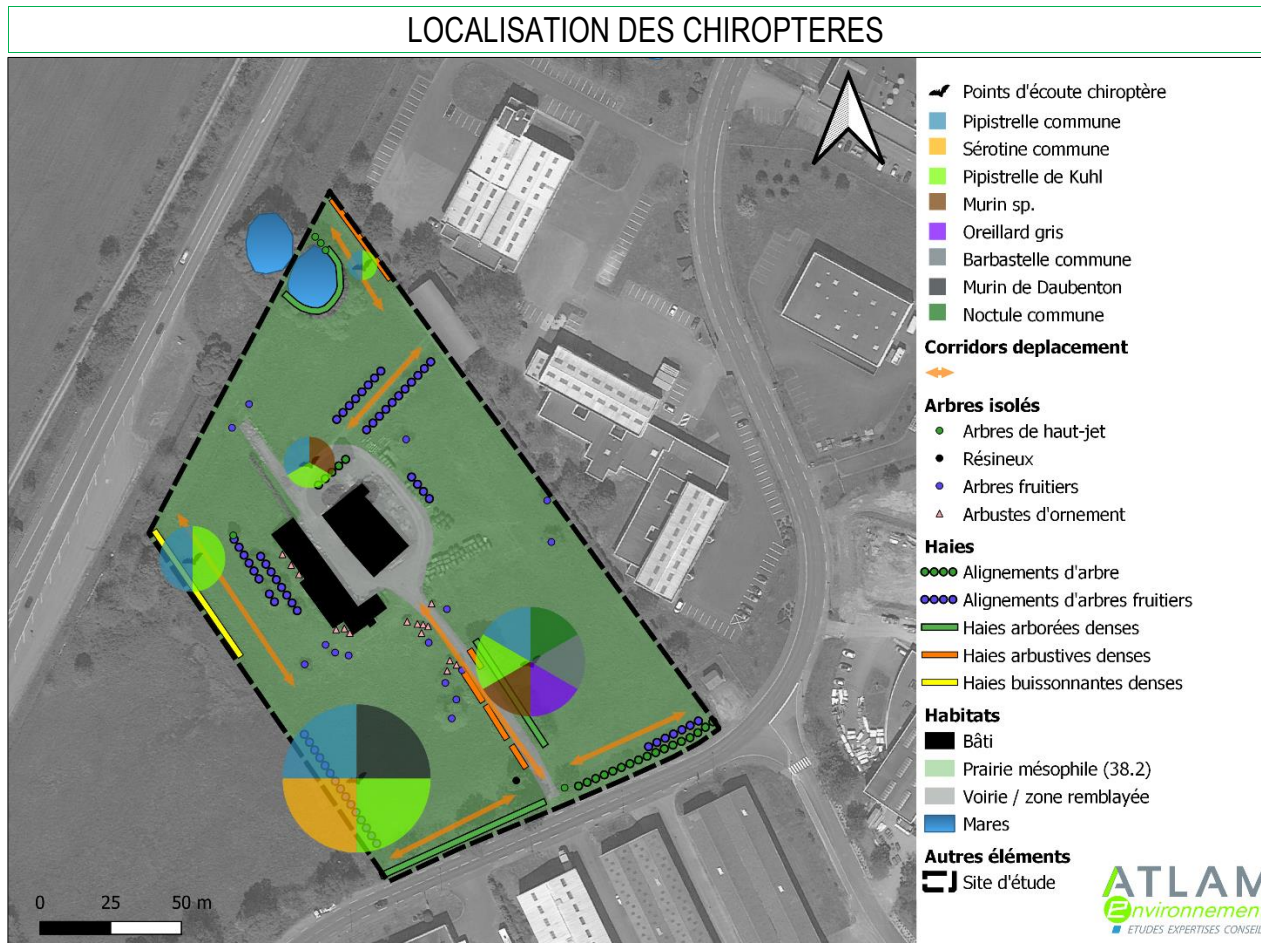 LOCALISATION DES CHIROPTERES
Points d'écoute chiroptère
Pipistrelle commune
Sérotine commune
Pipistrelle de Kuhl
Murin sp.
Oreillard gris
Barbastelle commune
Murin de Daubenton
Noctule commune
Corridors deplacement
Arbres isolés
Arbres de haut-jet
Résineux
Arbres fruitiers
Arbustes d'ornement
Haies
Alignements d'arbre
Alignements d'arbres fruitiers
Haies arborées denses
Haies arbustives denses
Haies buissonnantes denses
Habitats
Bâti
Prairie mésophile (38.2)
Voirie / zone remblayée
Mares
Autres éléments
Site d'étude
0 25 50 m
ATLAM
Environnement
ETUDES EXPERTISES CONSEIL